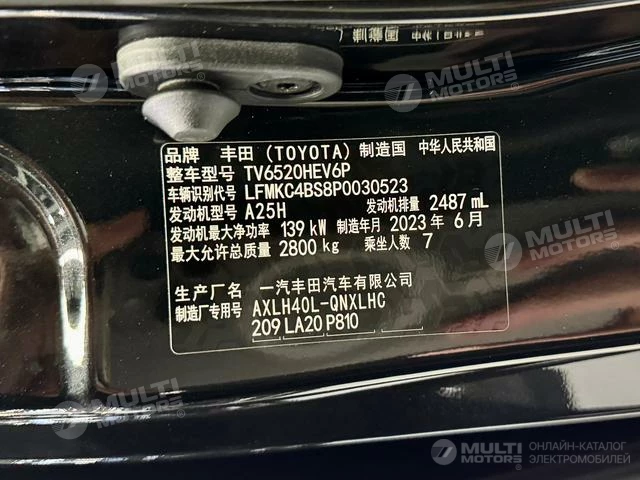 MULTI
MOTORS®
MULTI
MOTORS®
品牌 丰田 (TOYOTA) 制造国 中华人民共和国
整车型号 TV6520HEV6P
车辆识别代号 LFMKC4BS8P0030523
发动机型号 A25H 发动机排量 2487 mL
发动机最大净功率 139 kW 制造年月 2023 年 6 月
最大允许总质量 2800 kg 乘坐人数 7
生产厂名 一汽丰田汽车有限公司
制造厂专用号 AXLH40L-QNXLHC
209 LA20 P810
MULTI
MOTORS®
MULTI
MOTORS®
MULTI
MOTORS®
ОНЛАЙН-КАТАЛОГ
ЭЛЕКТРОМОБИЛЕЙ